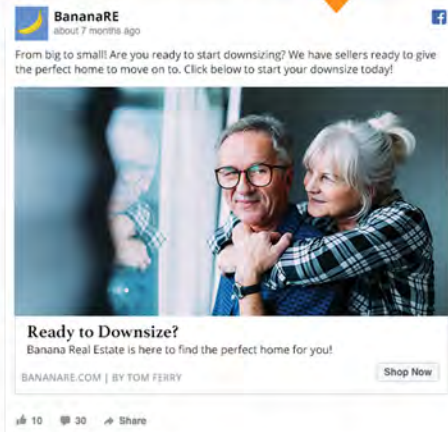 BananaRE
about 7 months ago
From big to small! Are you ready to start downsizing? We have sellers ready to give
the perfect home to move on to. Click below to start your downsize today!
Ready to Downsize?
Banana Real Estate is here to find the perfect home for you!
BANANARE.COM | BY TOM FERRY
Shop Now
10 30 Share